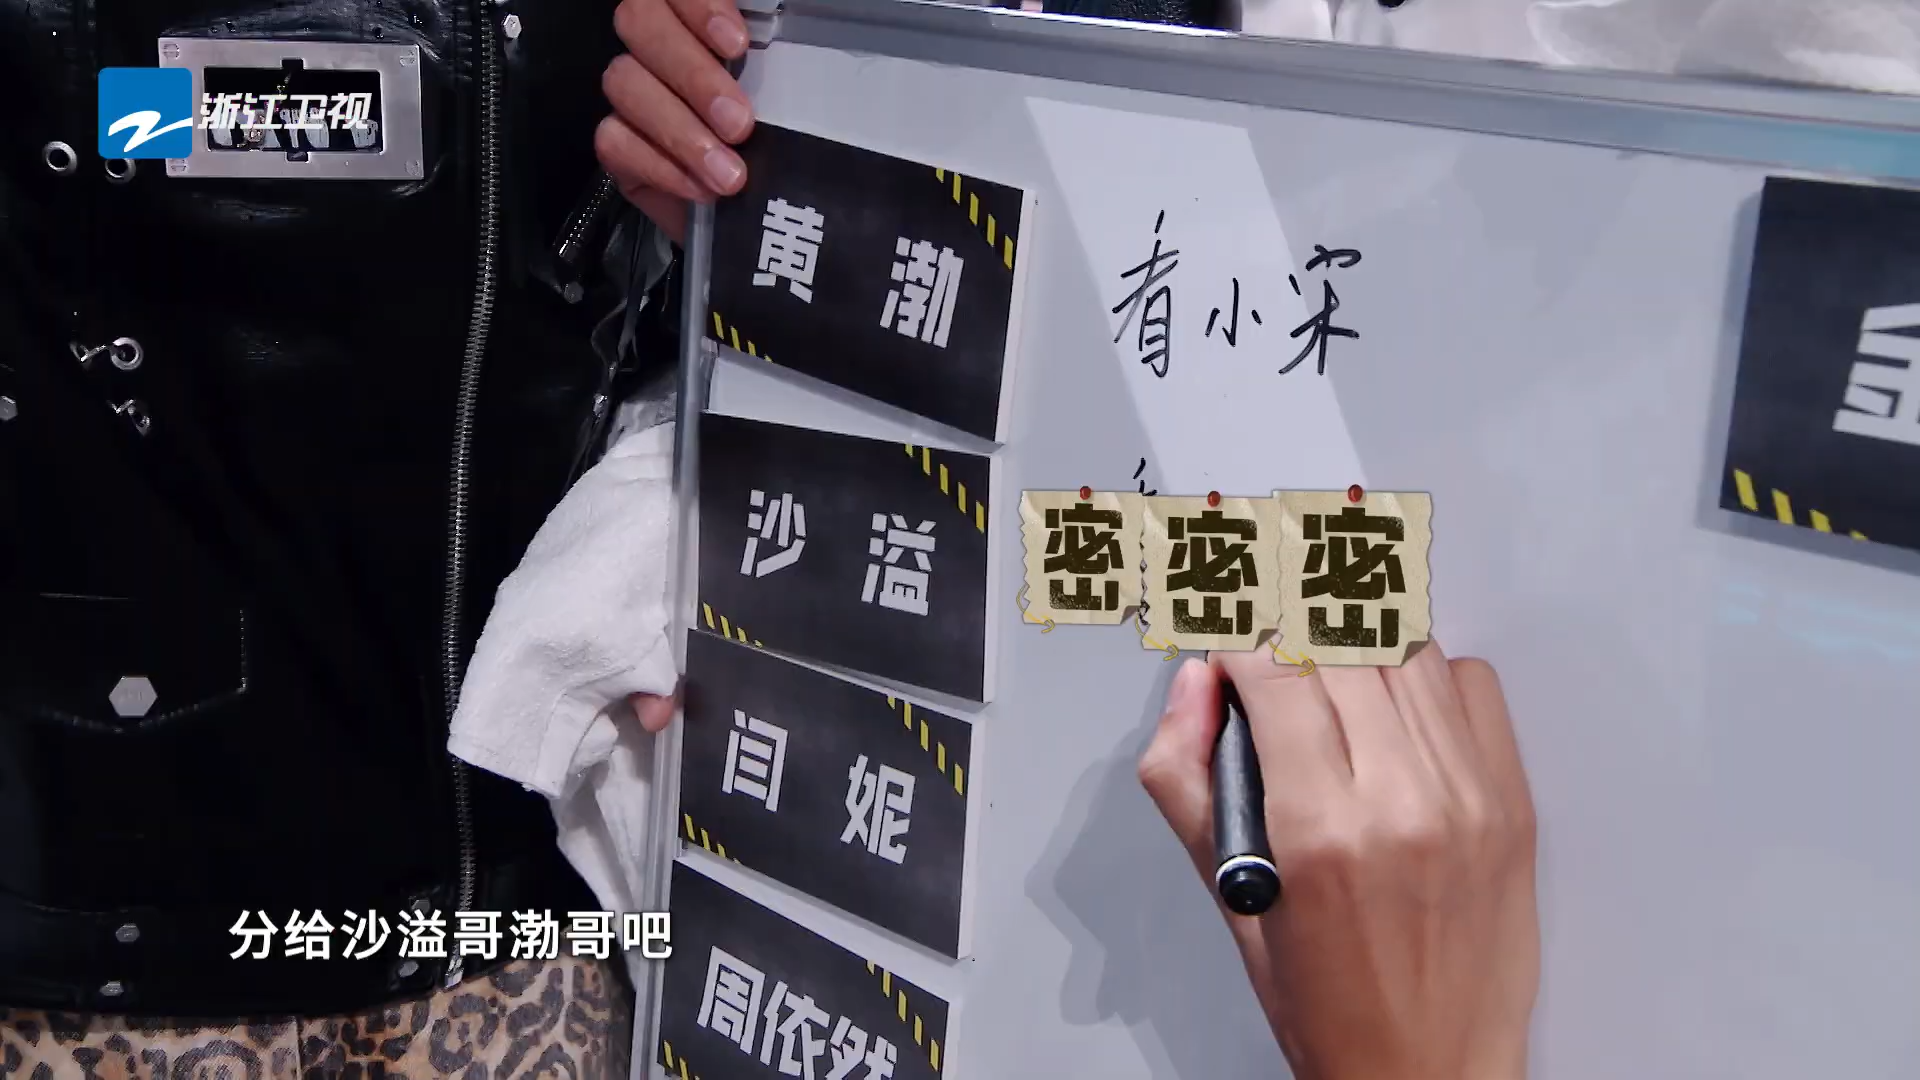 浙江卫视
黄渤
看小宋
沙溢
密密密
闫妮
周依然
分给沙溢哥渤哥吧